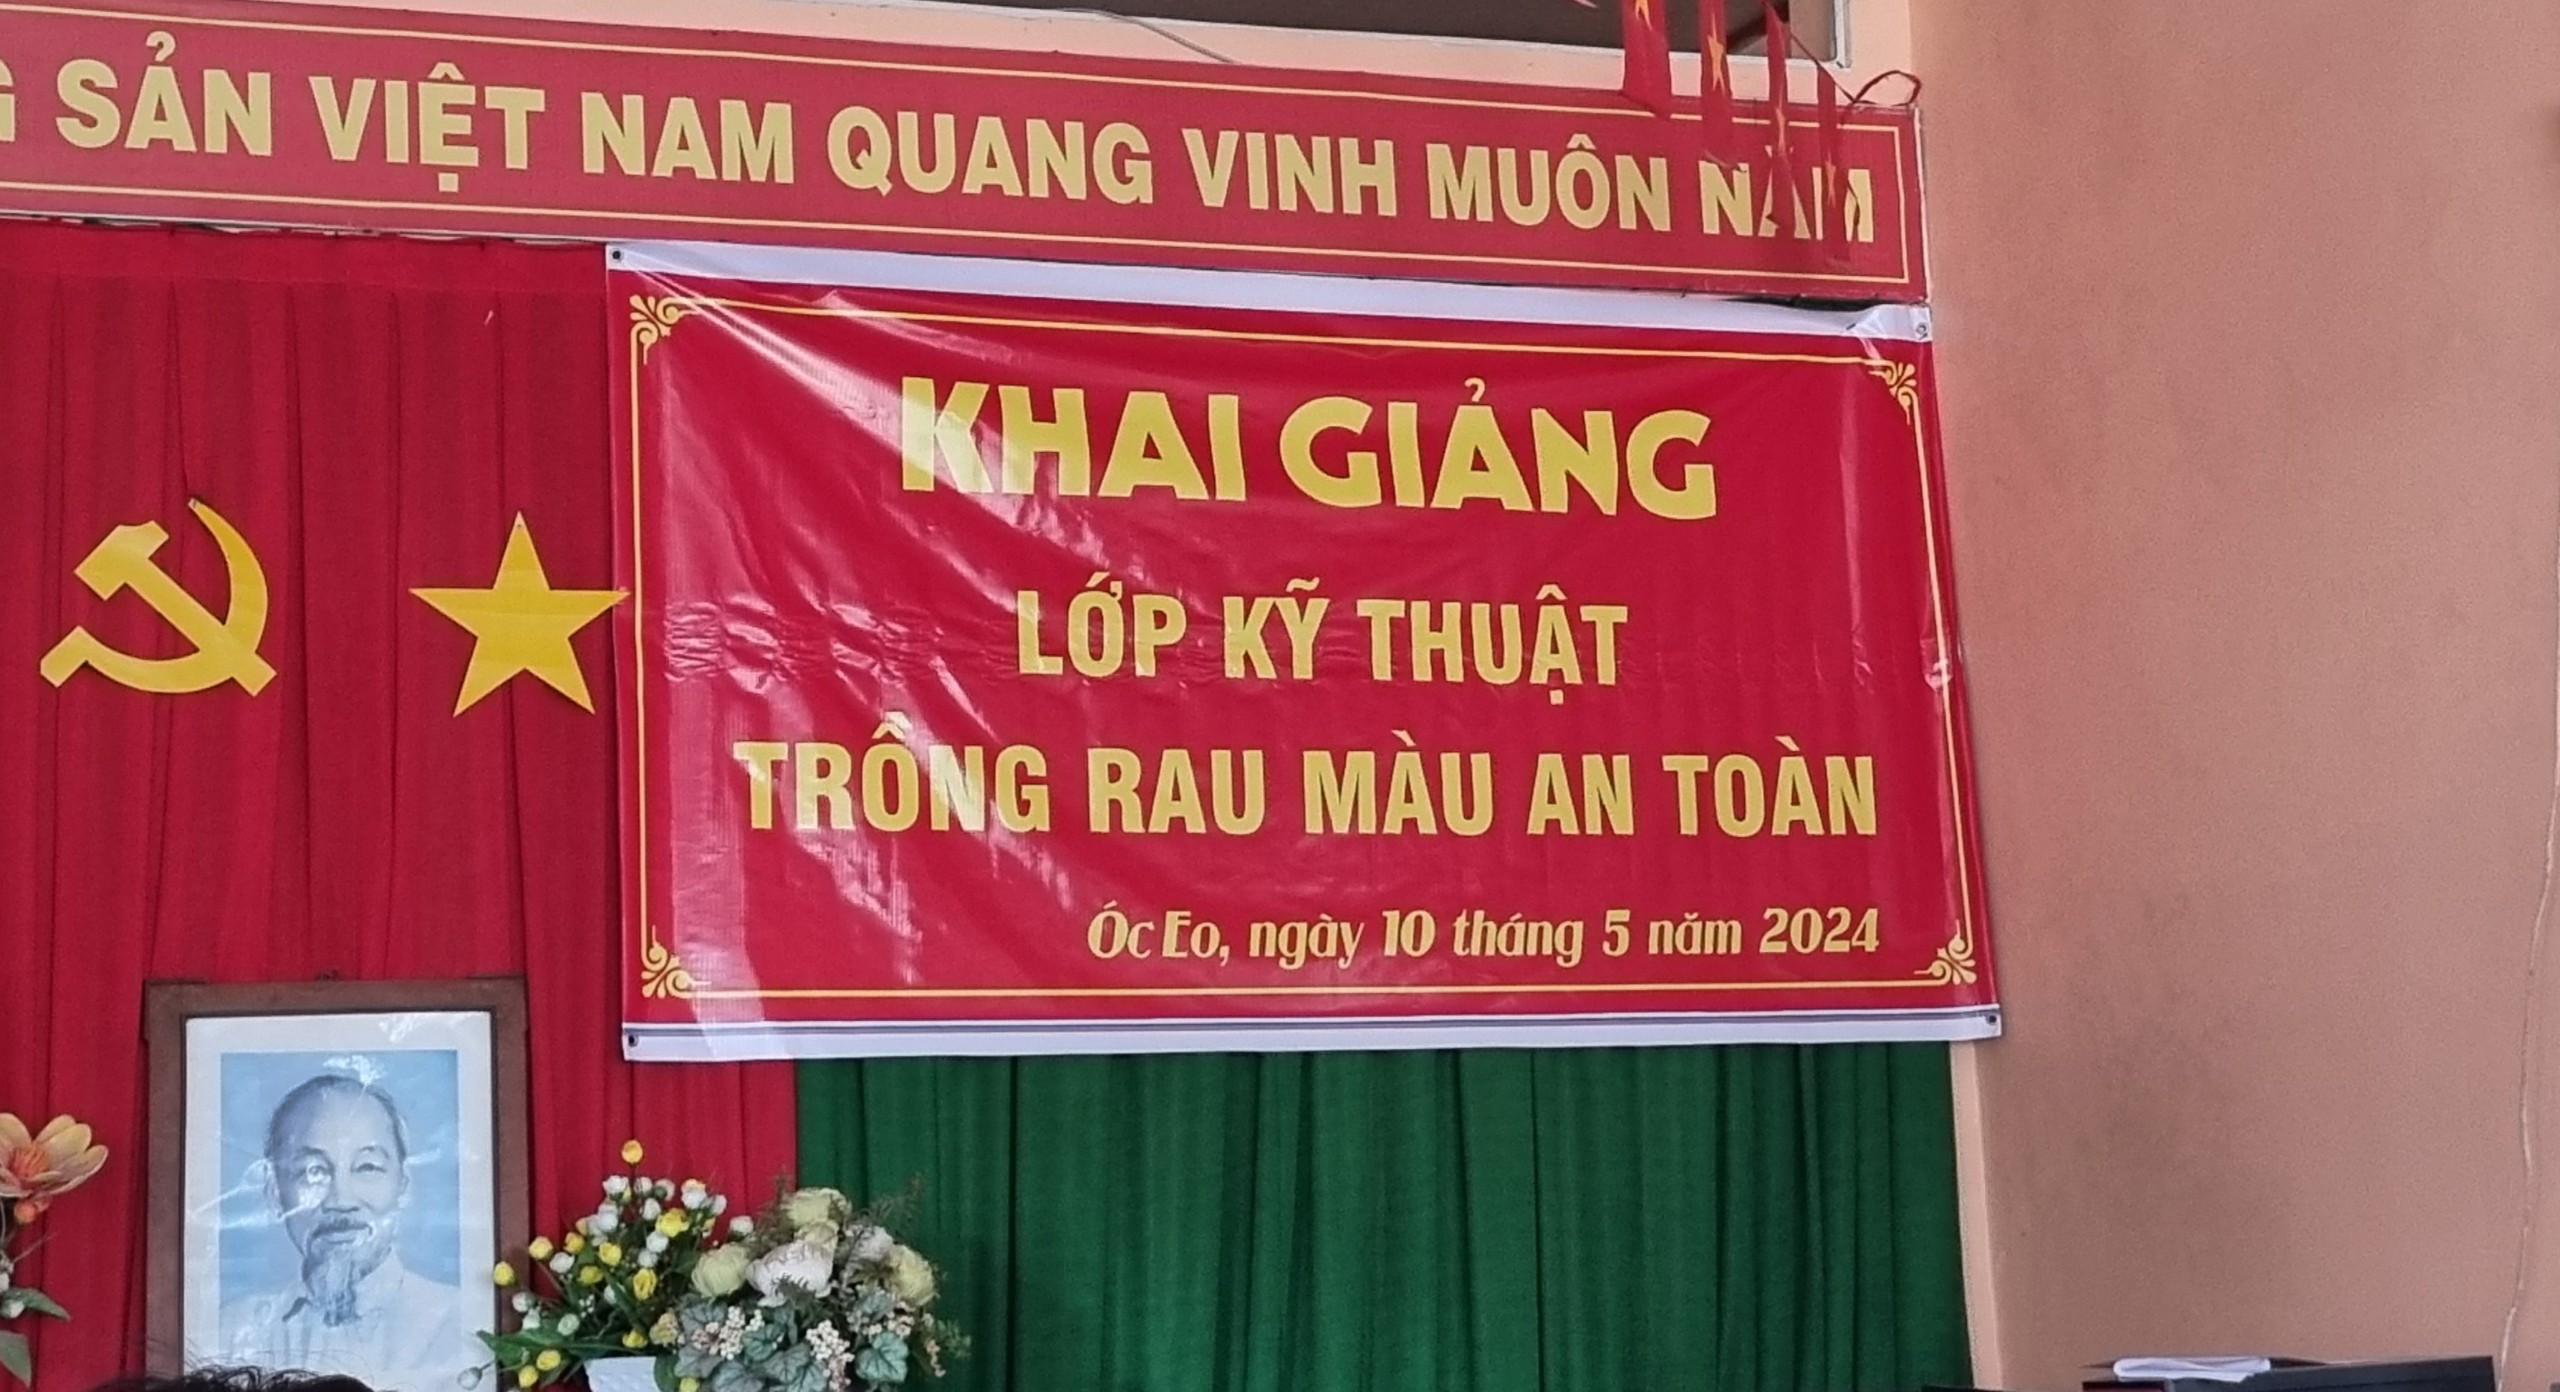 G SẢN VIỆT NAM QUANG VINH MUÔN NĂM
KHAI GIẢNG
LỚP KỸ THUẬT
TRỒNG RAU MÀU AN TOÀN
Óc Eo, ngày 10 tháng 5 năm 2024